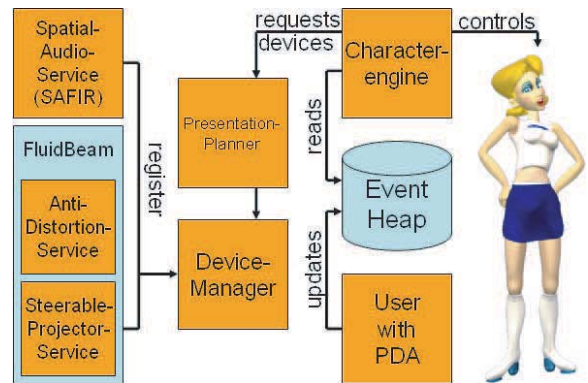 Spatial-
Audio-
Service
(SAFIR)
FluidBeam
Anti-
Distortion-
Service
Steerable-
Projector-
Service
register
requests
devices
Presentation-
Planner
Device-
Manager
Character-
engine
controls
reads
Event
Heap
updates
User
with
PDA